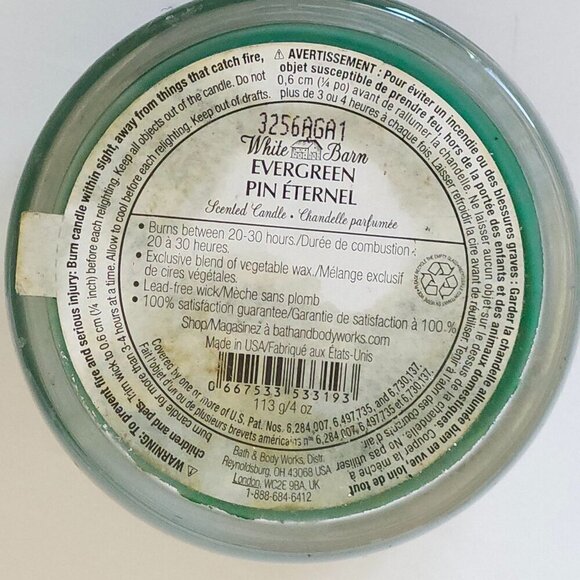 WARNING: To prevent fire and serious injury: Burn candle within sight, away from things that catch fire,
children and pets. Trim wick to 0,6 cm (1/4 inch) before each relighting. Keep all objects out of the candle. Do not
burn candle for more than 3-4 hours at a time. Allow to cool before each relighting. Keep out of drafts.
AVERTISSEMENT : Pour éviter un incendie ou des blessures graves : Garder la chandelle allumée bien en vue, loin de tout
objet susceptible de prendre feu, hors de la portée des enfants et des animaux domestiques. Couper la mèche à
0,6 cm (¼ po) avant de rallumer la chandelle. Ne laisser aucun objet sur le dessus de la chandelle. Ne pas utiliser
plus de 3 ou 4 heures à chaque fois. Laisser refroidir la cire avant de
3256AGA1
White Barn
EVERGREEN
PIN ÉTERNEL
Scented Candle • Chandelle parfumée
• Burns between 20-30 hours/Durée de combustion :
20 à 30 heures.
• Exclusive blend of vegetable wax./Mélange exclusif
de cires végétales.
• Lead-free wick/Mèche sans plomb
• 100% satisfaction guarantee/Garantie de satisfaction à 100 %
Shop/Magasinez à bathandbodyworks.com
Made in USA/Fabriqué aux États-Unis
0 667533 533193
113 g/4 oz
Covered by one or more of U.S. Pat. Nos. 6,284,007, 6,497,735, and 6,730,137.
Fait l'objet d'un ou de plusieurs brevets américains nos 6,284,007, 6,497,735 et 6,730,137.
Bath & Body Works, Distr.
Reynoldsburg, OH 43068 USA
London, WC2E 9BA, UK
1-888-684-6412